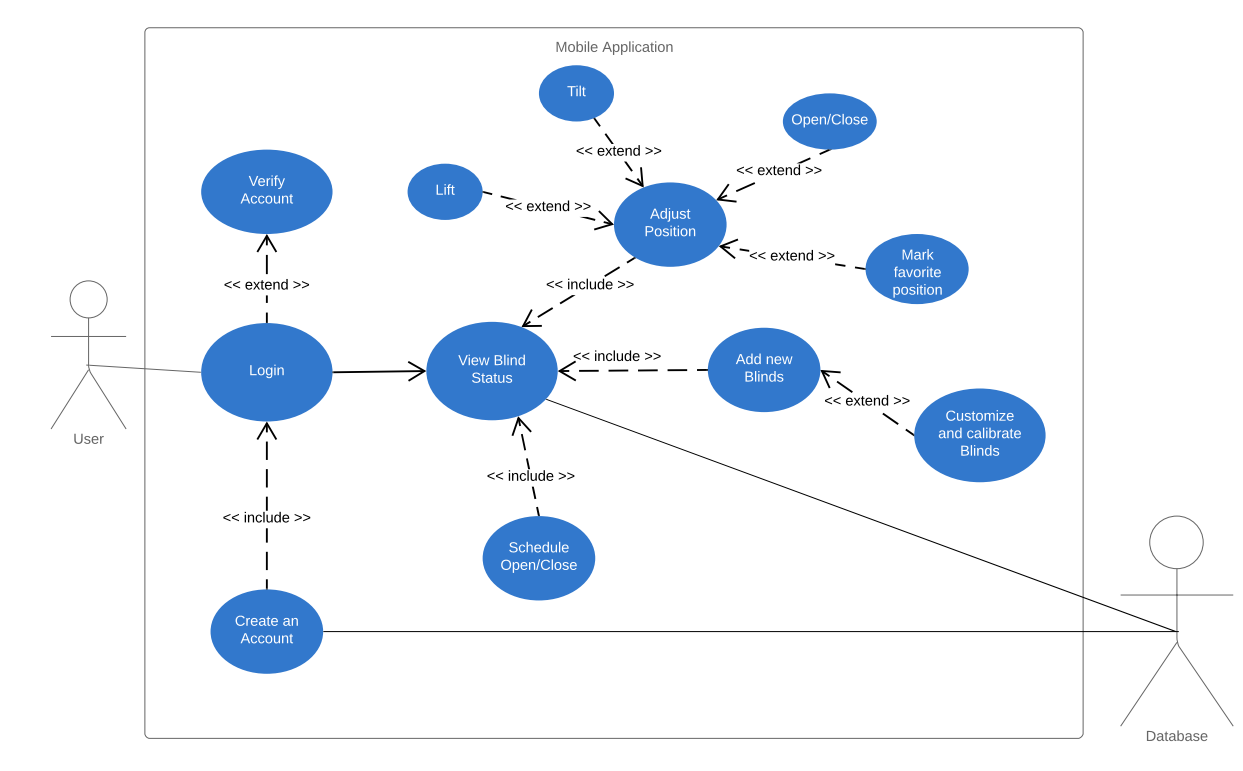 Mobile Application
Tilt
Open/Close
<< extend >>
<< extend >>
Verify
Account
Lift
<< extend >>
Adjust
Position
<< extend >>
Mark
favorite
position
<< extend >>
<< include >>
Login
View Blind
Status
<< include >>
Add new
Blinds
<< extend >>
Customize
and calibrate
Blinds
User
<< include >>
<< include >>
Schedule
Open/Close
Create an
Account
Database